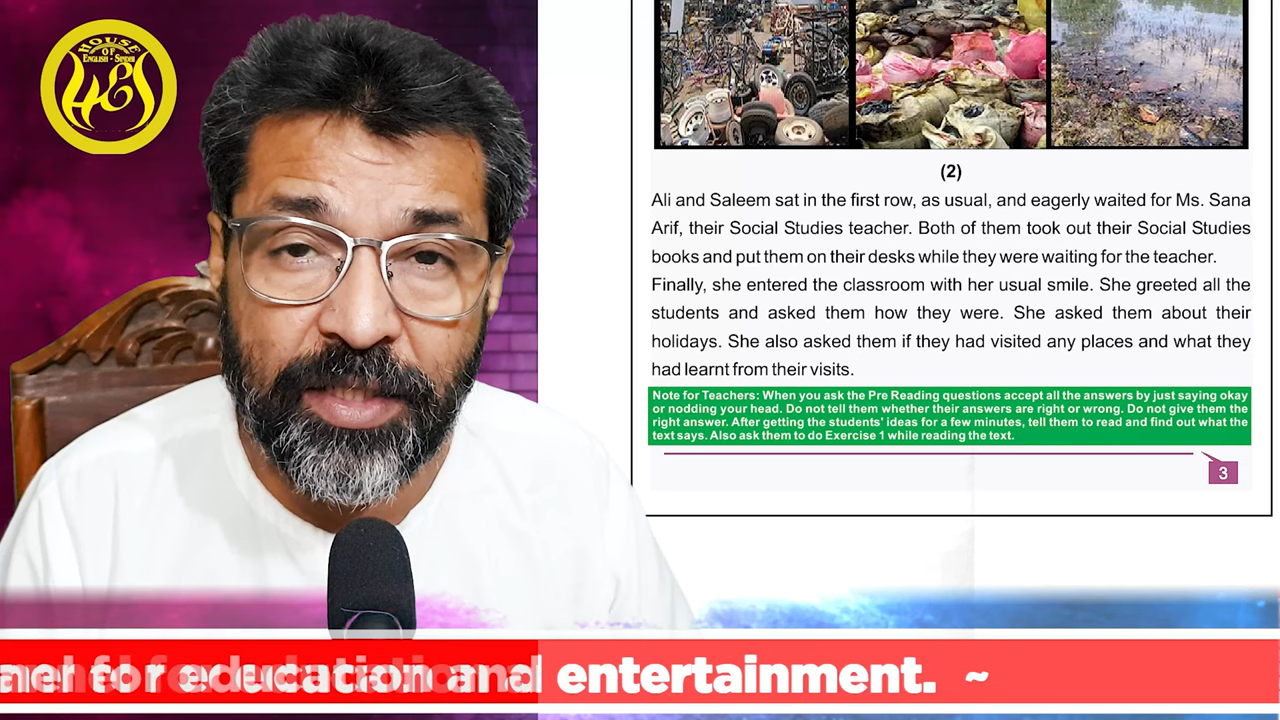 HOUSE
OF
ENGLISH - SINDH
(2)
Ali and Saleem sat in the first row, as usual, and eagerly waited for Ms. Sana
Arif, their Social Studies teacher. Both of them took out their Social Studies
books and put them on their desks while they were waiting for the teacher.
Finally, she entered the classroom with her usual smile. She greeted all the
students and asked them how they were. She asked them about their
holidays. She also asked them if they had visited any places and what they
had learnt from their visits.
Note for Teachers: When you ask the Pre Reading questions accept all the answers by just saying okay
or nodding your head. Do not tell them whether their answers are right or wrong. Do not give them the
right answer. After getting the students' ideas for a few minutes, tell them to read and find out what the
text says. Also ask them to do Exercise 1 while reading the text.
3
for education and entertainment. ~